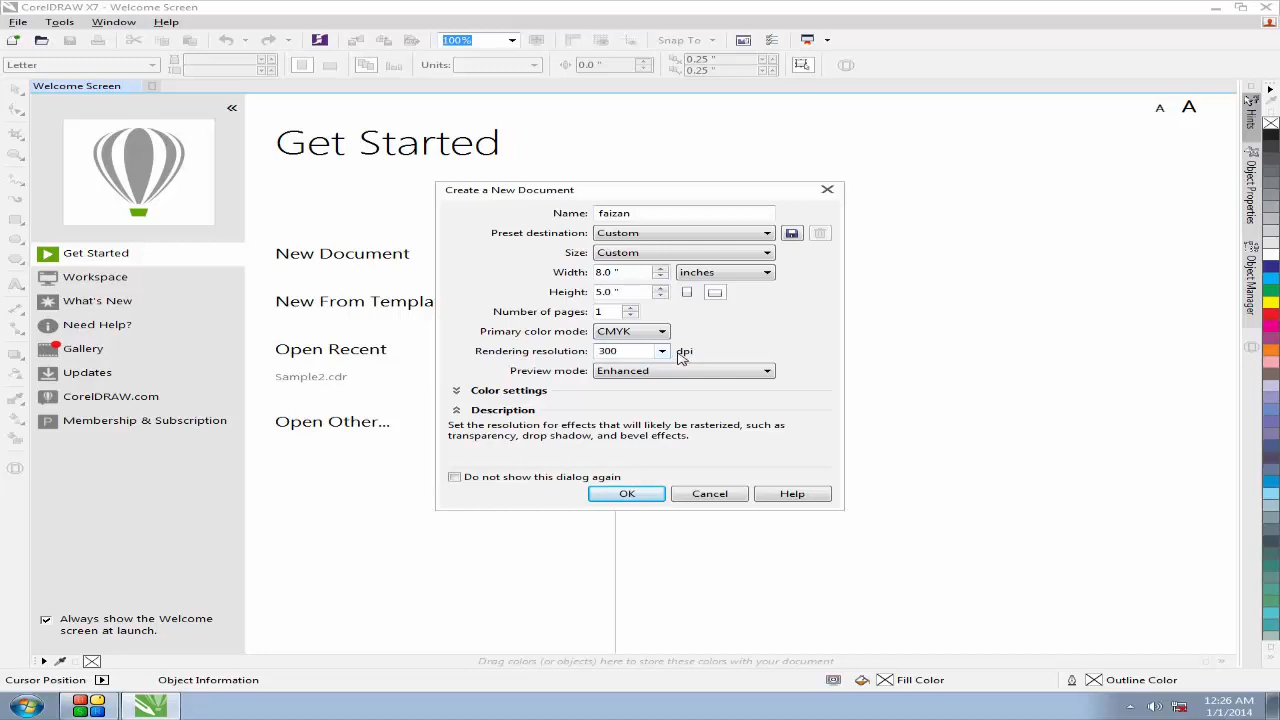 CorelDRAW X7 - Welcome Screen
File Tools Window Help
100% Snap To
Letter Units: 0.0 " 0.25 "
0.25 "
Welcome Screen
A A
Get Started
Get Started
Workspace
What's New
Need Help?
Gallery
Updates
CorelDRAW.com
Membership & Subscription
New Document
New From Templa
Open Recent
Sample2.cdr
Open Other...
Create a New Document
Name: faizan
Preset destination: Custom
Size: Custom
Width: 8.0 " inches
Height: 5.0 "
Number of pages: 1
Primary color mode: CMYK
Rendering resolution: 300 dpi
Preview mode: Enhanced
Color settings
Description
Set the resolution for effects that will likely be rasterized, such as
transparency, drop shadow, and bevel effects.
Do not show this dialog again
OK Cancel Help
Hints
Object Properties
Object Manager
Always show the Welcome
screen at launch.
Drag colors (or objects) here to store these colors with your document
Cursor Position Object Information Fill Color Outline Color
12:26 AM
1/1/2014